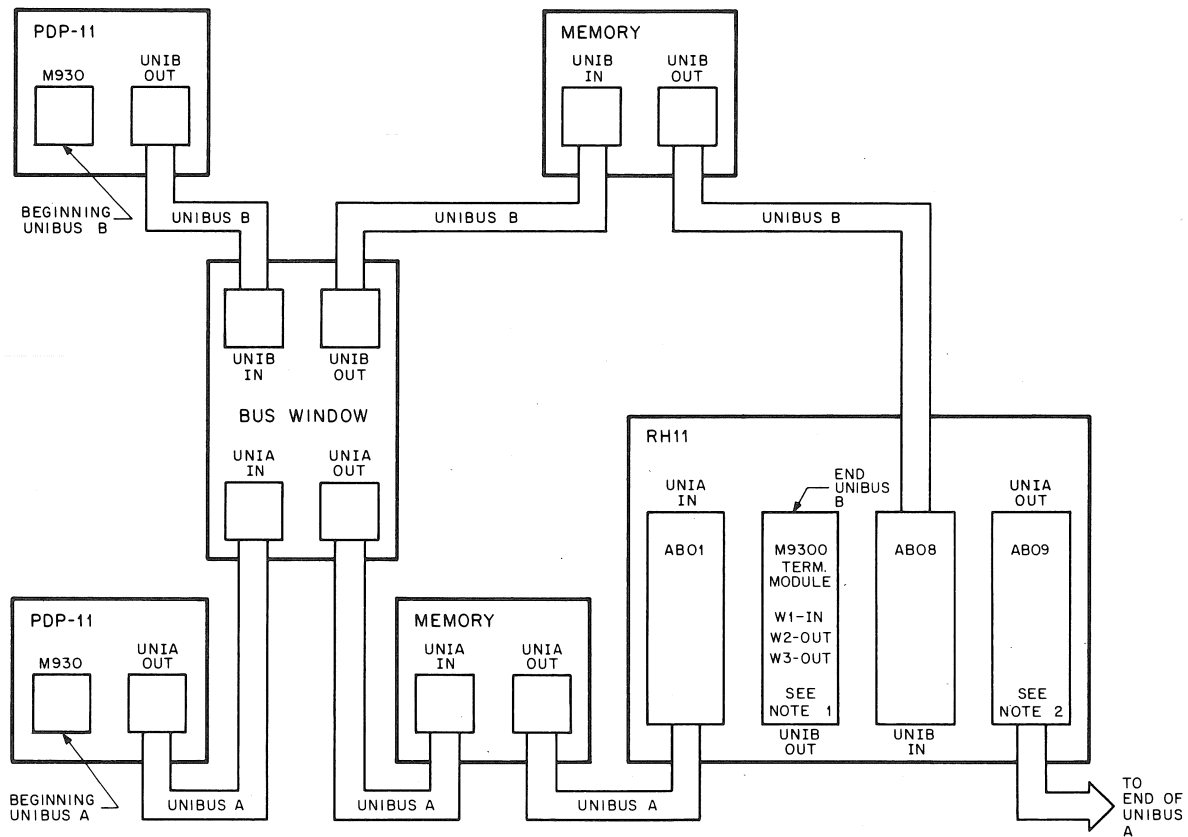 PDP-11
M930
UNIB
OUT
BEGINNING
UNIBUS B
UNIBUS B
MEMORY
UNIB
IN
UNIB
OUT
UNIBUS B
UNIBUS B
UNIB
IN
UNIB
OUT
BUS WINDOW
UNIA
IN
UNIA
OUT
PDP-11
M930
UNIA
OUT
BEGINNING
UNIBUS A
UNIBUS A
MEMORY
UNIA
IN
UNIA
OUT
UNIBUS A
UNIBUS A
RH11
UNIA
IN
AB01
END
UNIBUS
B
M9300
TERM.
MODULE
W1-IN
W2-OUT
W3-OUT
SEE
NOTE 1
UNIB
OUT
AB08
UNIB
IN
UNIA
OUT
AB09
SEE
NOTE 2
TO
END OF
UNIBUS
A